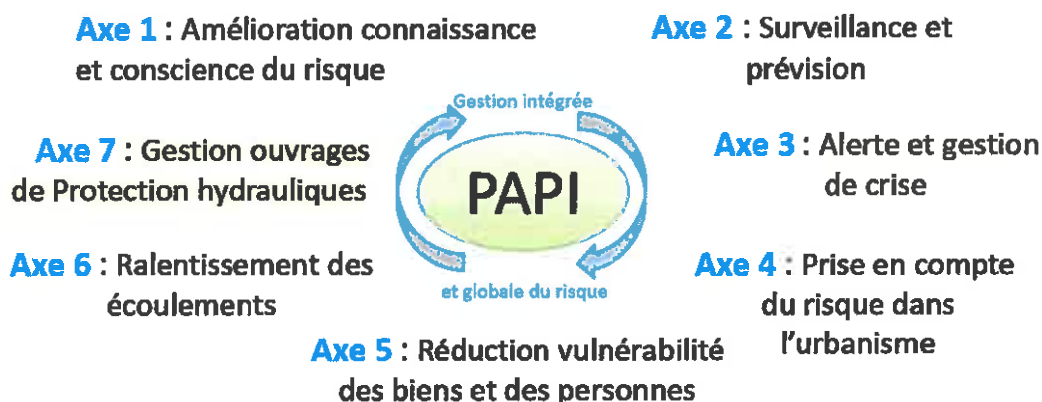 Axe 1 : Amélioration connaissance
et conscience du risque
Axe 2 : Surveillance et
prévision
Gestion intégrée
Axe 7 : Gestion ouvrages
de Protection hydrauliques
PAPI
Axe 3 : Alerte et gestion
de crise
Axe 6 : Ralentissement des
écoulements
et globale du risque
Axe 4 : Prise en compte
du risque dans
l'urbanisme
Axe 5 : Réduction vulnérabilité
des biens et des personnes